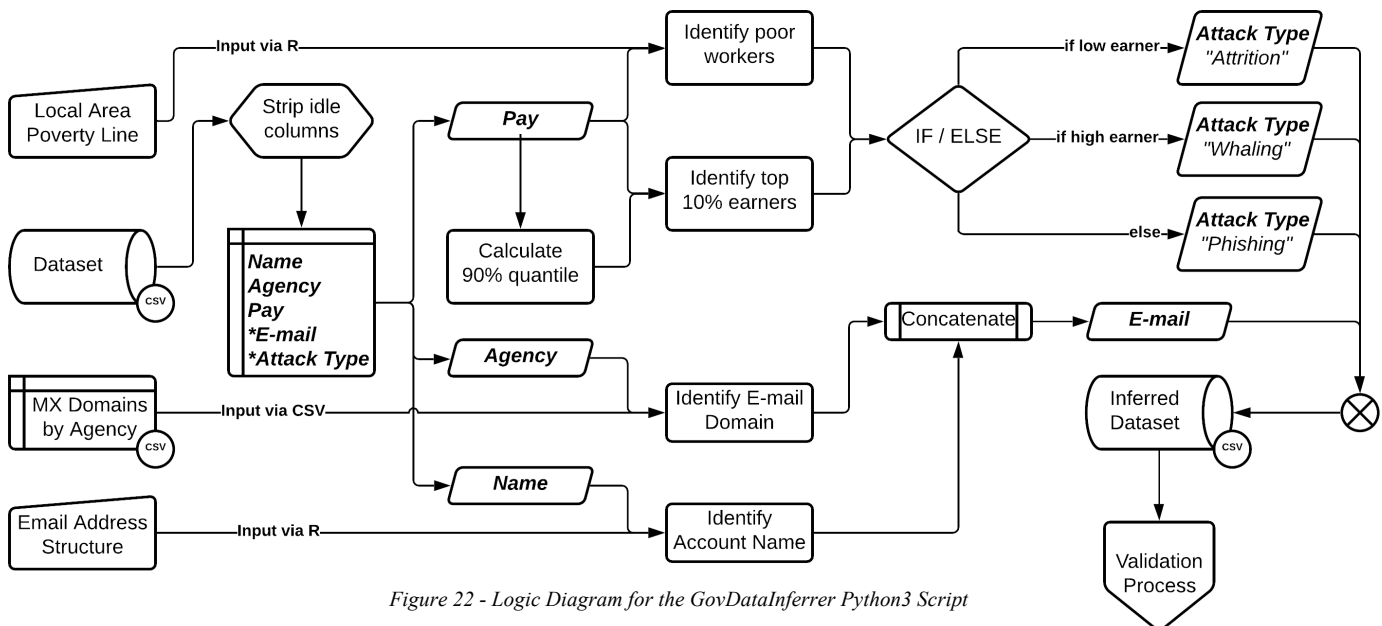 Input via R
Local Area
Poverty Line
Strip idle
columns
Dataset
CSV
Name
Agency
Pay
*E-mail
*Attack Type
MX Domains
by Agency
CSV
Input via CSV
Email Address
Structure
Input via R
Pay
Calculate
90% quantile
Agency
Name
Identify poor
workers
Identify top
10% earners
Identify E-mail
Domain
Identify
Account Name
IF / ELSE
if low earner
if high earner
else
Attack Type
"Attrition"
Attack Type
"Whaling"
Attack Type
"Phishing"
Concatenate
E-mail
Inferred
Dataset
CSV
Validation
Process
Figure 22 - Logic Diagram for the GovDataInferrer Python3 Script